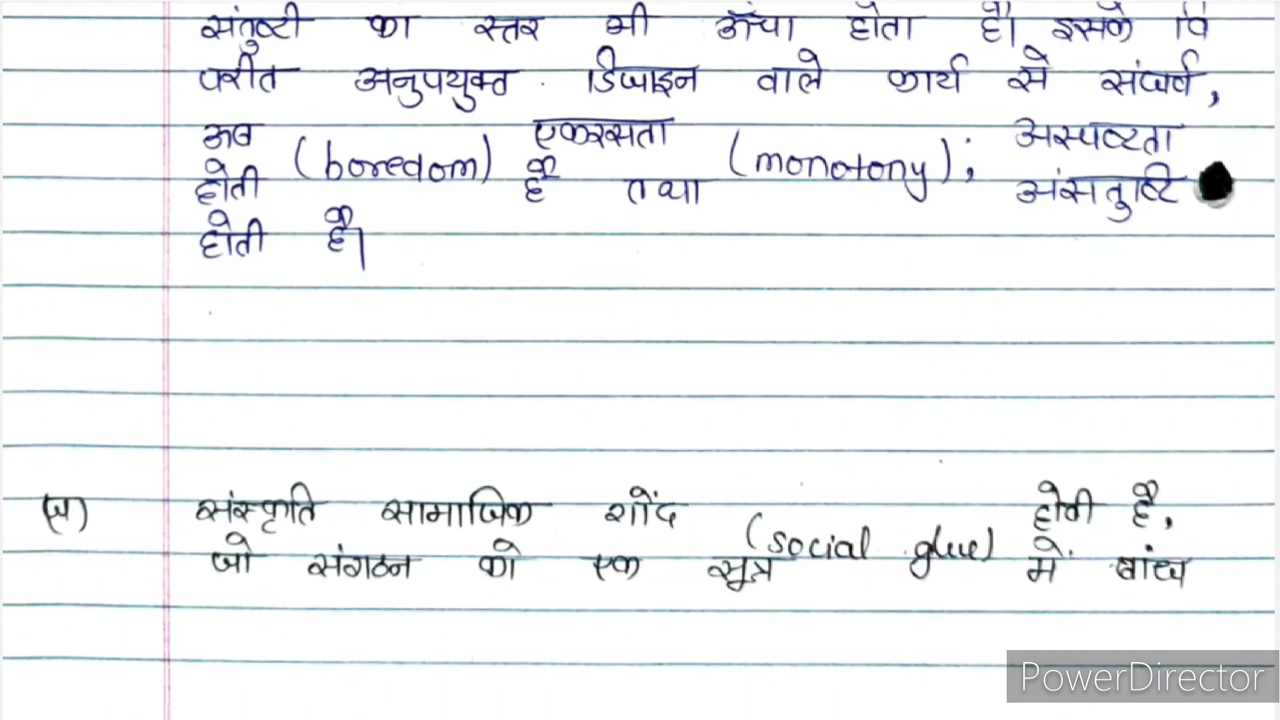 संतुष्टी का स्तर भी ऊँचा होता है। इसके वि
परीत अनुपयुक्त डिजाइन वाले कार्य से संघर्ष,
ऊब (boredom) एकरसता (monotony), अस्पष्टता
होती है तथा असंतुष्टि
होती है।
(ब) संस्कृति सामाजिक गोंद (social glue) होती है,
जो संगठन को एक सूत्र में बांध
PowerDirector